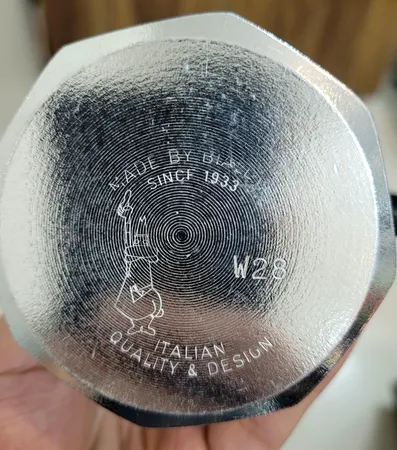 MADE BY
SINCE 1933
W28
ITALIAN
QUALITY & DESIGN